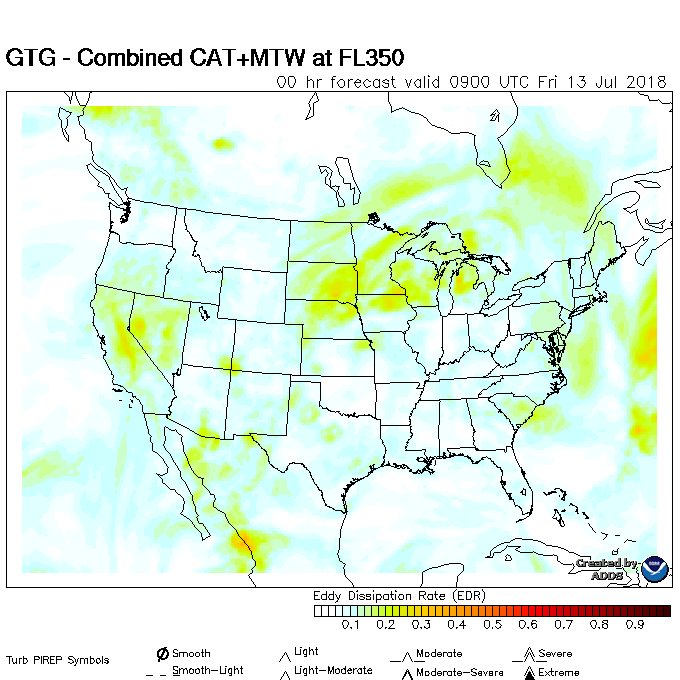 GTG - Combined CAT+MTW at FL350
00 hr forecast valid 0900 UTC Fri 13 Jul 2018
Created by
ADDS
Eddy Dissipation Rate (EDR)
0.1 0.2 0.3 0.4 0.5 0.6 0.7 0.8 0.9
Turb PIREP Symbols
Smooth Light Moderate Severe
Smooth-Light Light-Moderate Moderate-Severe Extreme